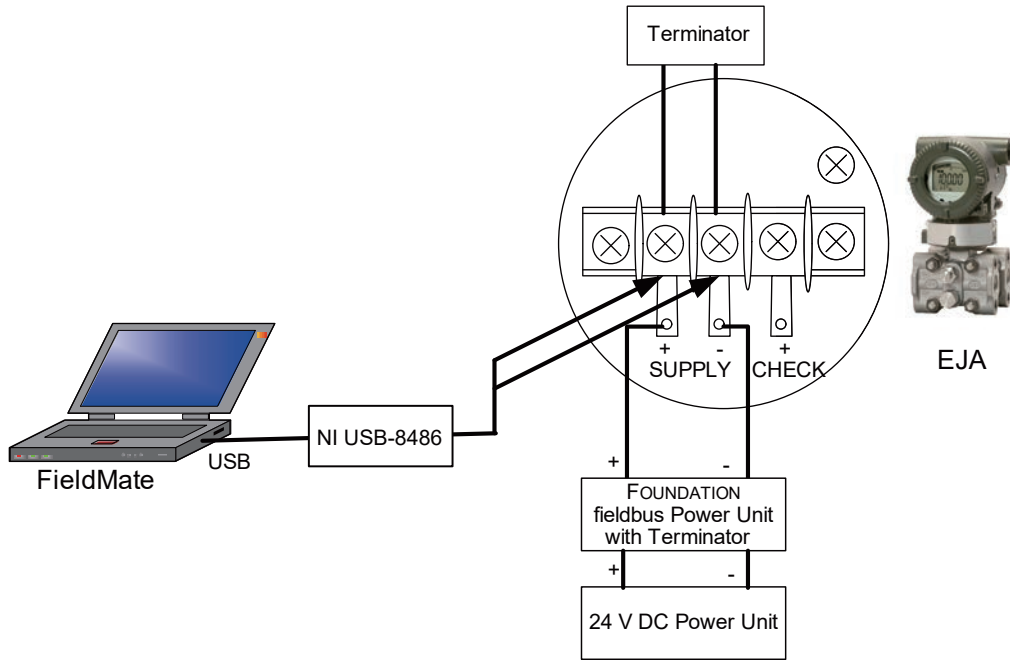 Terminator
10000
EJA
+
-
+
SUPPLY
CHECK
NI USB-8486
USB
FieldMate
+
-
FOUNDATION
fieldbus Power Unit
with Terminator
+
-
24 V DC Power Unit